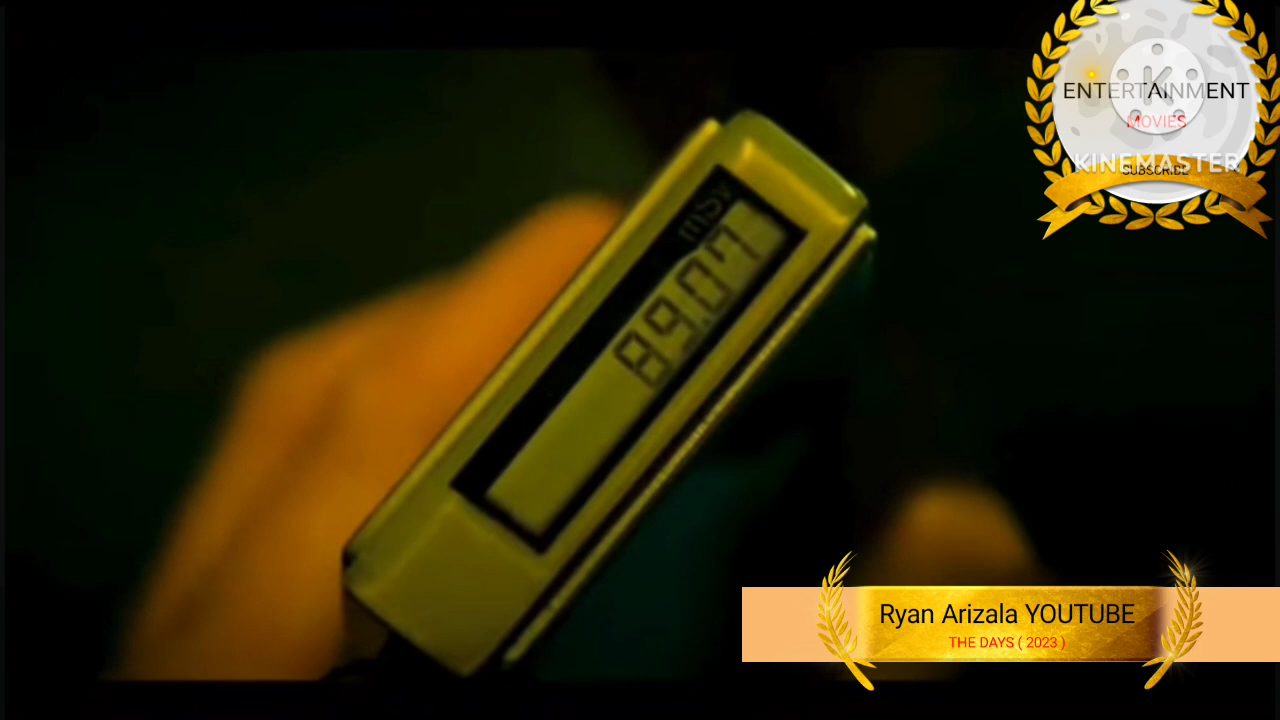 ENTERTAINMENT
MOVIES
KINEMASTER
SUBSCRIBE
mSv
89.07
Ryan Arizala YOUTUBE
THE DAYS ( 2023 )